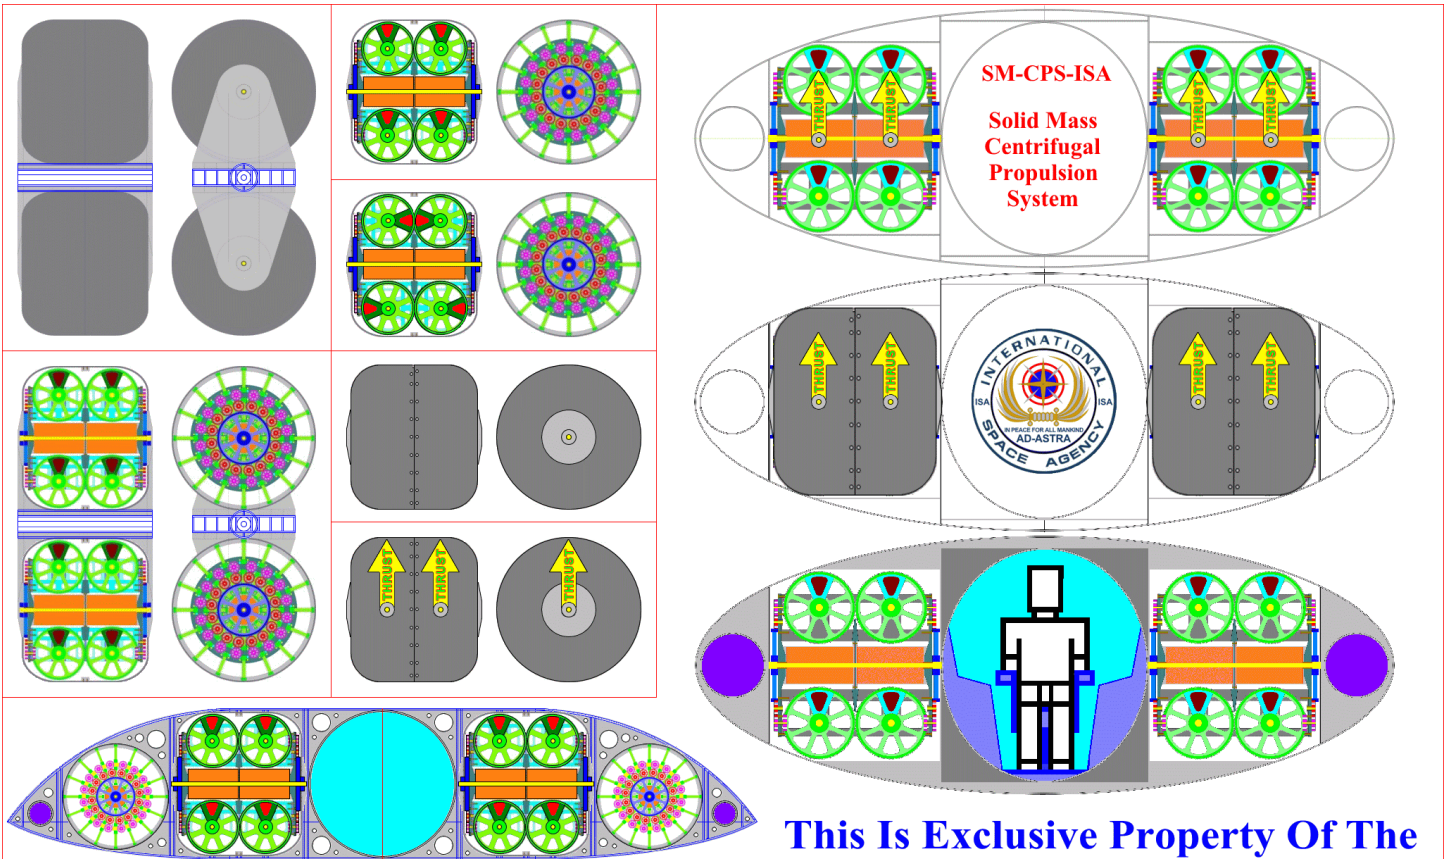 SM-CPS-ISA
Solid Mass
Centrifugal
Propulsion
System
THRUST
THRUST
THRUST
THRUST
THRUST
THRUST
THRUST
THRUST
INTERNATIONAL
ISA
ISA
IN PEACE FOR ALL MANKIND
AD-ASTRA
SPACE AGENCY
THRUST
THRUST
THRUST
This Is Exclusive Property Of The